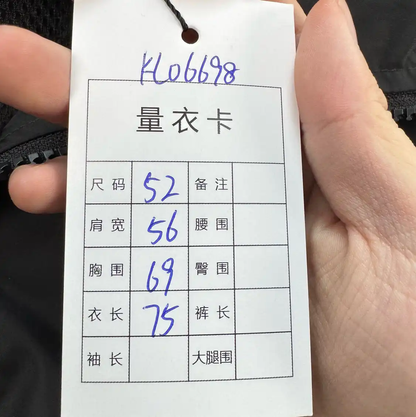 HL06698
量衣卡
尺码 52 备注
肩宽 56 腰围
胸围 69 臀围
衣长 75 裤长
袖长 大腿围